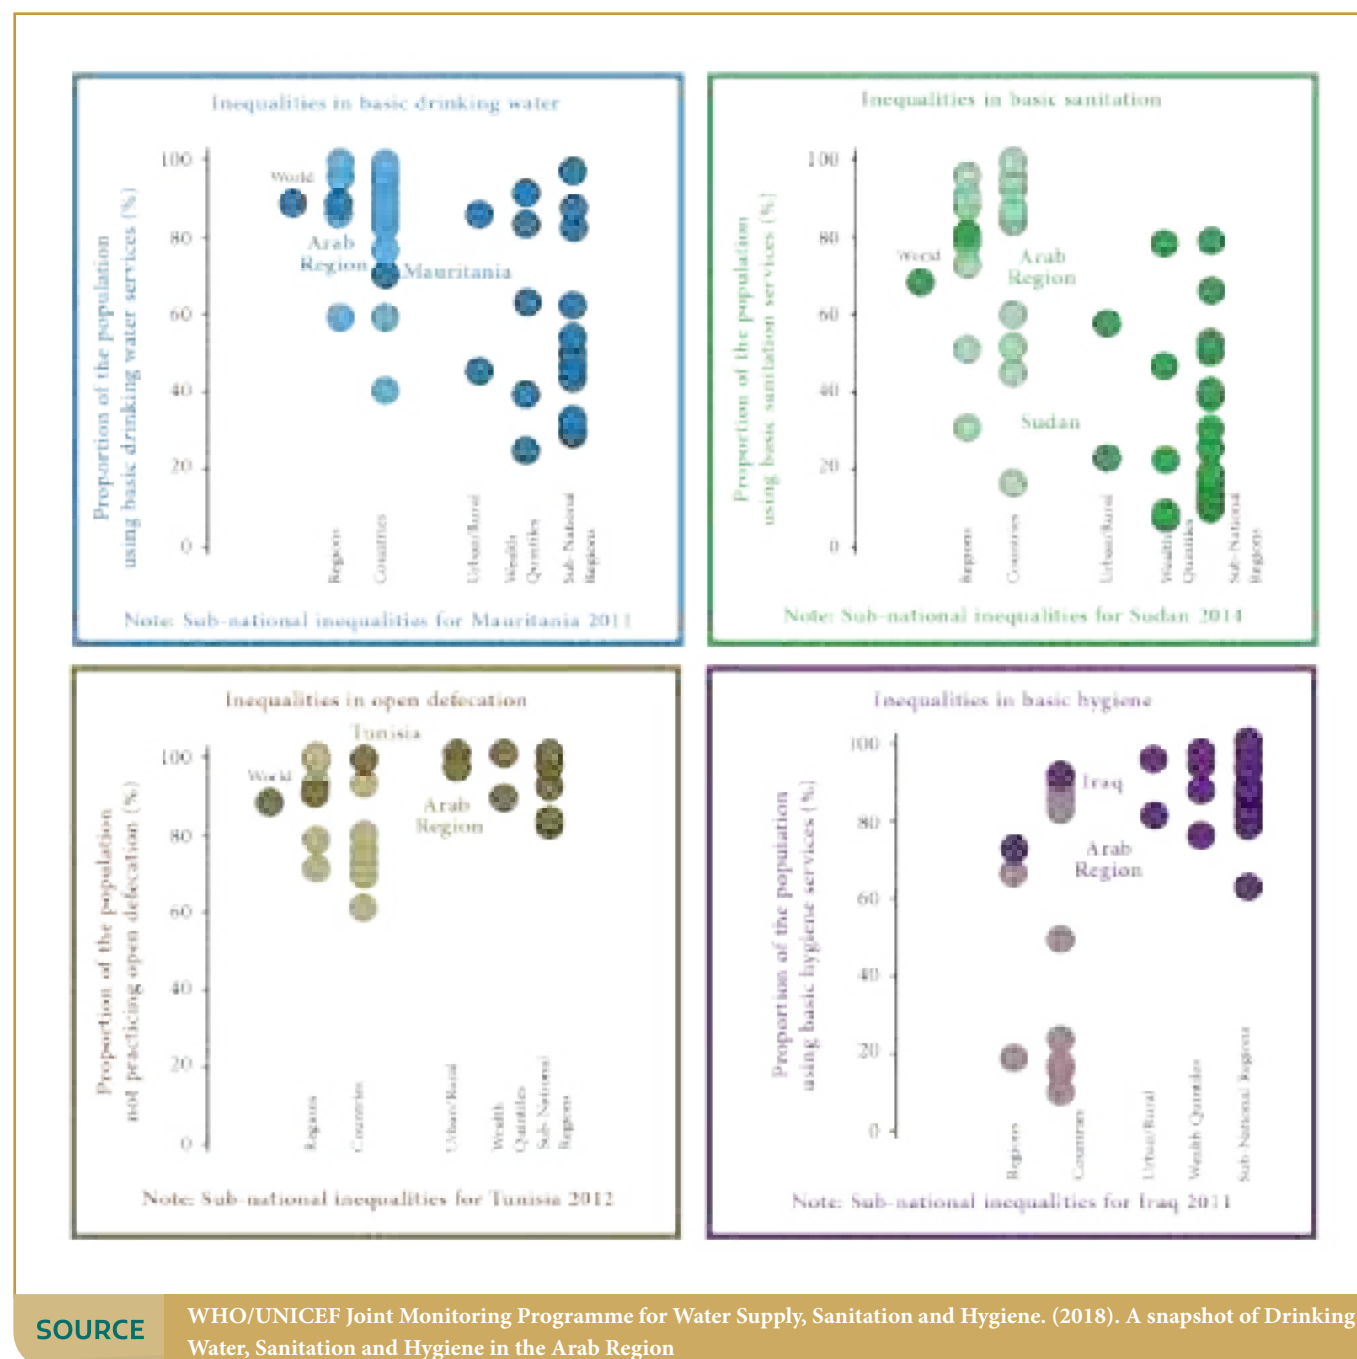 Inequalities in basic drinking water
Proportion of the population
using basic drinking water services (%)
100
80
60
40
20
0
World
Arab
Region
Mauritania
Regions
Countries
Urban/Rural
Wealth
Quintiles
Sub-National
Regions
Note: Sub-national inequalities for Mauritania 2011
Inequalities in basic sanitation
Proportion of the population
using basic sanitation services (%)
100
80
60
40
20
0
World
Arab
Region
Sudan
Regions
Countries
Urban/Rural
Wealth
Quintiles
Sub-National
Regions
Note: Sub-national inequalities for Sudan 2014
Inequalities in open defecation
Proportion of the population
not practicing open defecation (%)
100
80
60
40
20
0
World
Tunisia
Arab
Region
Regions
Countries
Urban/Rural
Wealth
Quintiles
Sub-National
Regions
Note: Sub-national inequalities for Tunisia 2012
Inequalities in basic hygiene
Proportion of the population
using basic hygiene services (%)
100
80
60
40
20
0
Iraq
Arab
Region
Regions
Countries
Urban/Rural
Wealth Quintiles
Sub-National Regions
Note: Sub-national inequalities for Iraq 2011
SOURCE
WHO/UNICEF Joint Monitoring Programme for Water Supply, Sanitation and Hygiene. (2018). A snapshot of Drinking
Water, Sanitation and Hygiene in the Arab Region